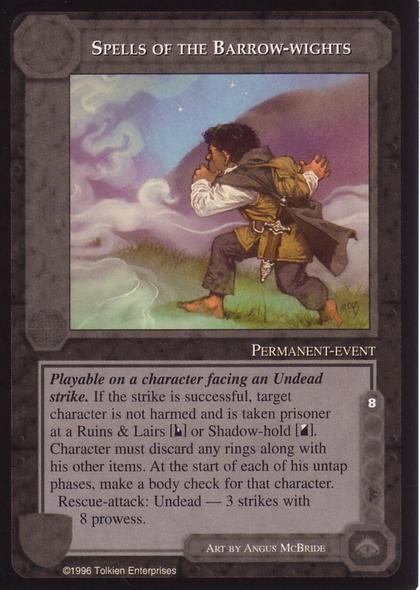 SPELLS OF THE BARROW-WIGHTS
PERMANENT-EVENT
Playable on a character facing an Undead
strike. If the strike is successful, target
character is not harmed and is taken prisoner
at a Ruins & Lairs [] or Shadow-hold [].
Character must discard any rings along with
his other items. At the start of each of his untap
phases, make a body check for that character.
Rescue-attack: Undead — 3 strikes with
8 prowess.
8
ART BY ANGUS MCBRIDE
©1996 Tolkien Enterprises